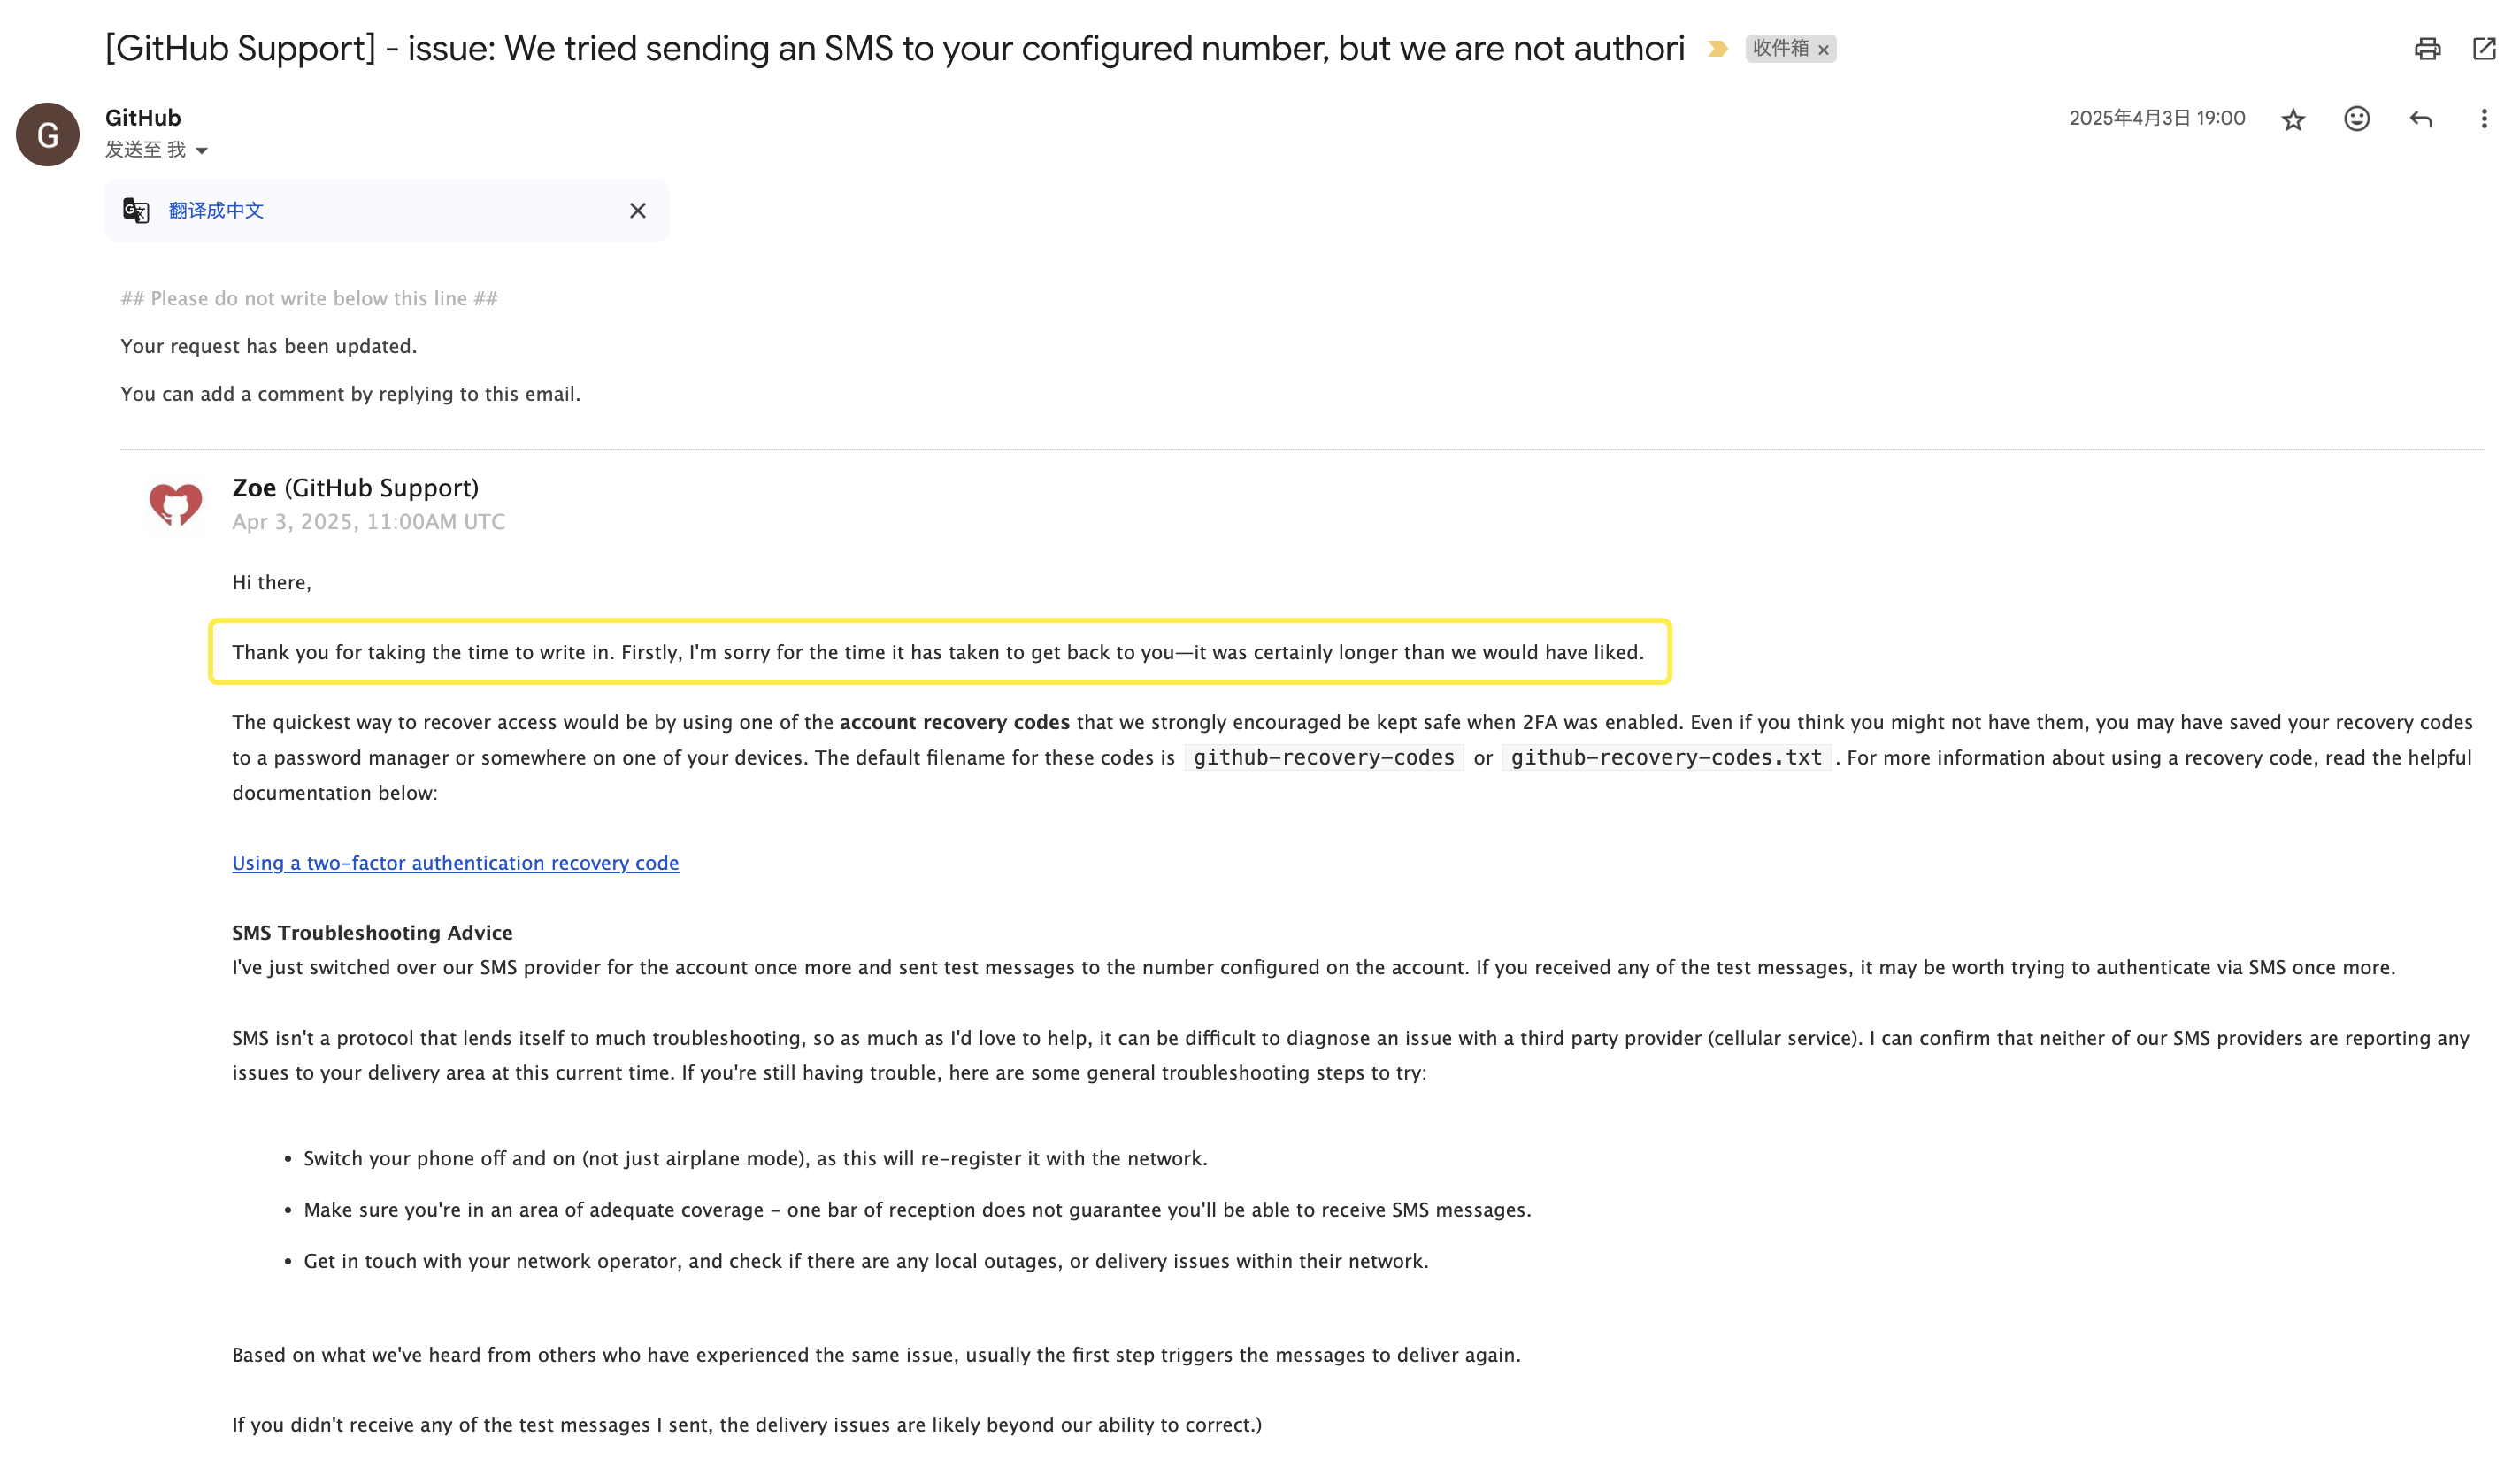 [GitHub Support] - issue: We tried sending an SMS to your configured number, but we are not authori 收件箱 ×
G
GitHub
2025年4月3日 19:00
发送至 我
翻译成中文
## Please do not write below this line ##
Your request has been updated.
You can add a comment by replying to this email.
Zoe (GitHub Support)
Apr 3, 2025, 11:00AM UTC
Hi there,
Thank you for taking the time to write in. Firstly, I'm sorry for the time it has taken to get back to you—it was certainly longer than we would have liked.
The quickest way to recover access would be by using one of the account recovery codes that we strongly encouraged be kept safe when 2FA was enabled. Even if you think you might not have them, you may have saved your recovery codes
to a password manager or somewhere on one of your devices. The default filename for these codes is github-recovery-codes or github-recovery-codes.txt. For more information about using a recovery code, read the helpful
documentation below:
Using a two-factor authentication recovery code
SMS Troubleshooting Advice
I've just switched over our SMS provider for the account once more and sent test messages to the number configured on the account. If you received any of the test messages, it may be worth trying to authenticate via SMS once more.
SMS isn't a protocol that lends itself to much troubleshooting, so as much as I'd love to help, it can be difficult to diagnose an issue with a third party provider (cellular service). I can confirm that neither of our SMS providers are reporting any
issues to your delivery area at this current time. If you're still having trouble, here are some general troubleshooting steps to try:
• Switch your phone off and on (not just airplane mode), as this will re-register it with the network.
• Make sure you're in an area of adequate coverage – one bar of reception does not guarantee you'll be able to receive SMS messages.
• Get in touch with your network operator, and check if there are any local outages, or delivery issues within their network.
Based on what we've heard from others who have experienced the same issue, usually the first step triggers the messages to deliver again.
If you didn't receive any of the test messages I sent, the delivery issues are likely beyond our ability to correct.)